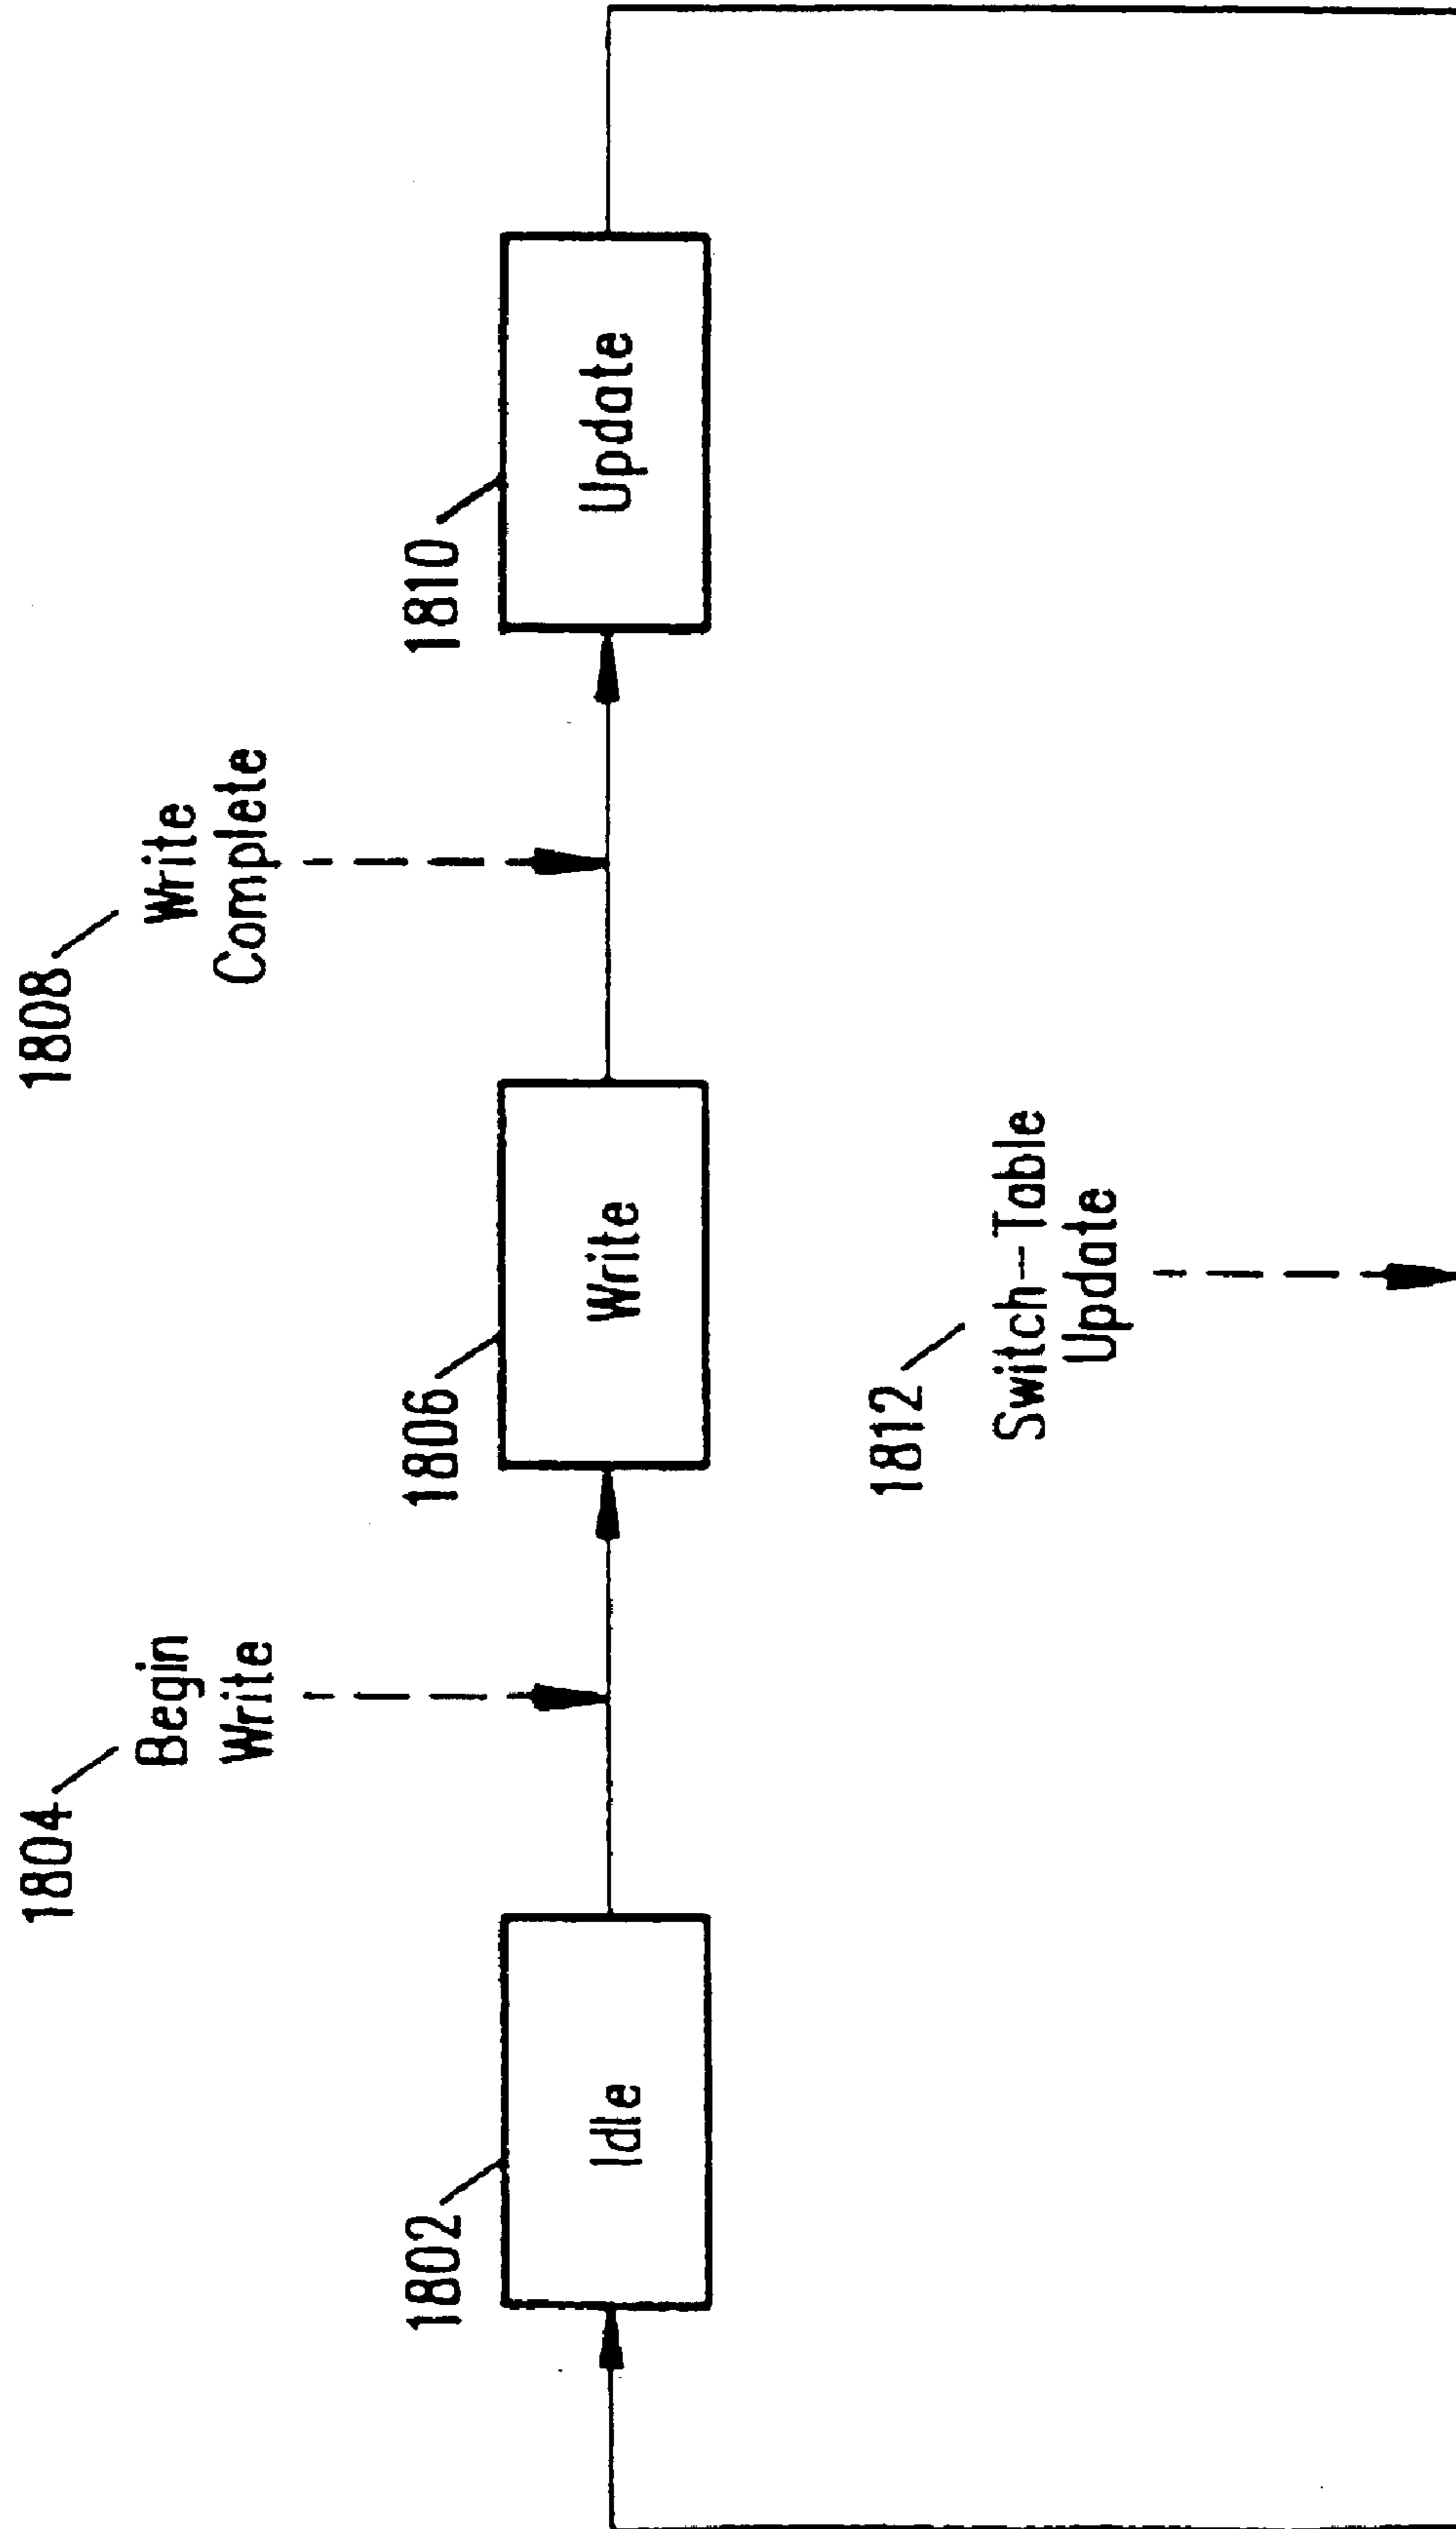 1804
Begin
Write
1808
Write
Complete
1802
Idle
1806
Write
1810
Update
1812
Switch--Table
Update